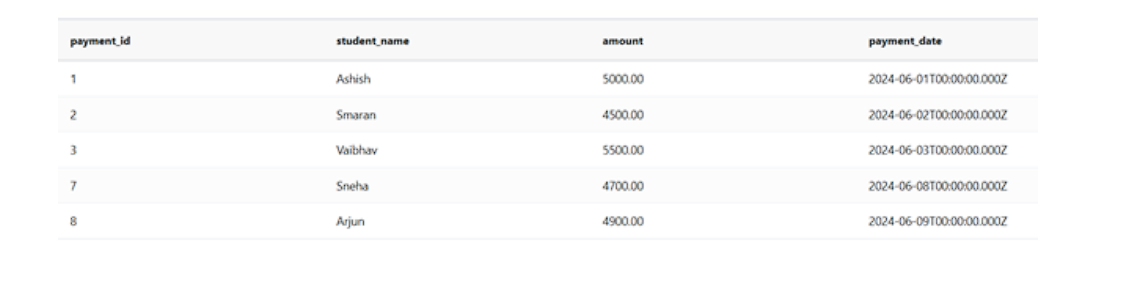 payment_id student_name amount payment_date
1 Ashish 5000.00 2024-06-01T00:00:00.000Z
2 Smaran 4500.00 2024-06-02T00:00:00.000Z
3 Vaibhav 5500.00 2024-06-03T00:00:00.000Z
7 Sneha 4700.00 2024-06-08T00:00:00.000Z
8 Arjun 4900.00 2024-06-09T00:00:00.000Z